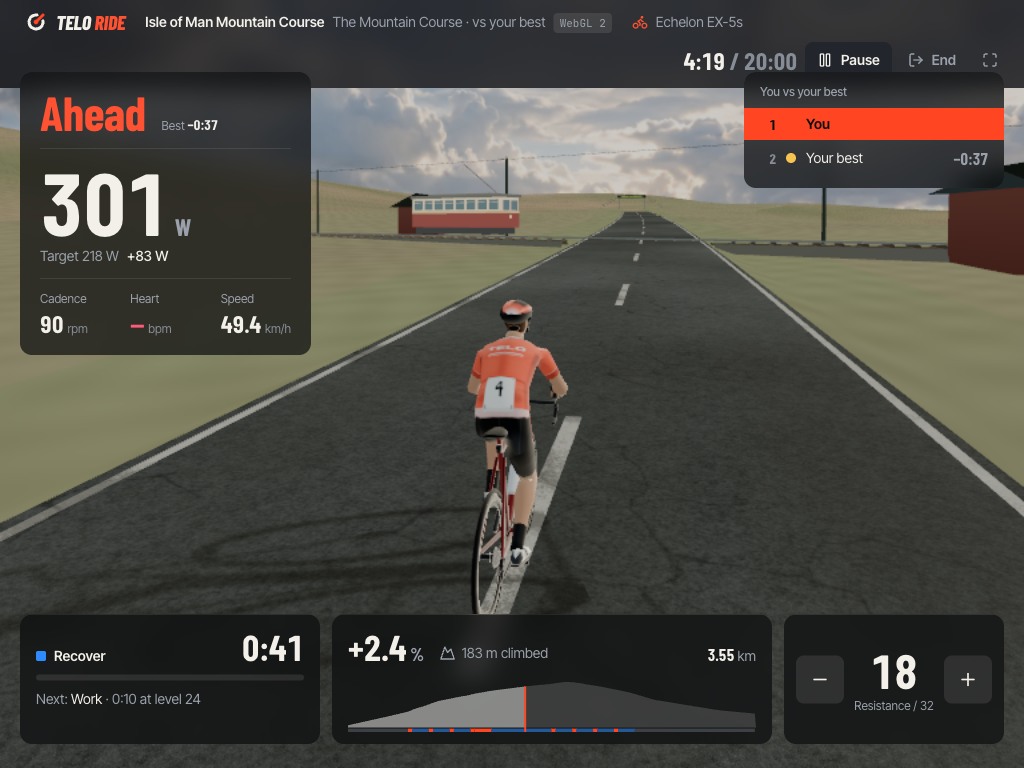 TELO RIDE Isle of Man Mountain Course The Mountain Course · vs your best WebGL 2 Echelon EX-5s
4:19 / 20:00 Pause End
Ahead Best −0:37
You vs your best
1 You
2 Your best −0:37
301 W
Target 218 W +83 W
Cadence Heart Speed
90 rpm — bpm 49.4 km/h
TELO
4
Recover 0:41
Next: Work · 0:10 at level 24
+2.4 % 183 m climbed 3.55 km
− 18 +
Resistance / 32